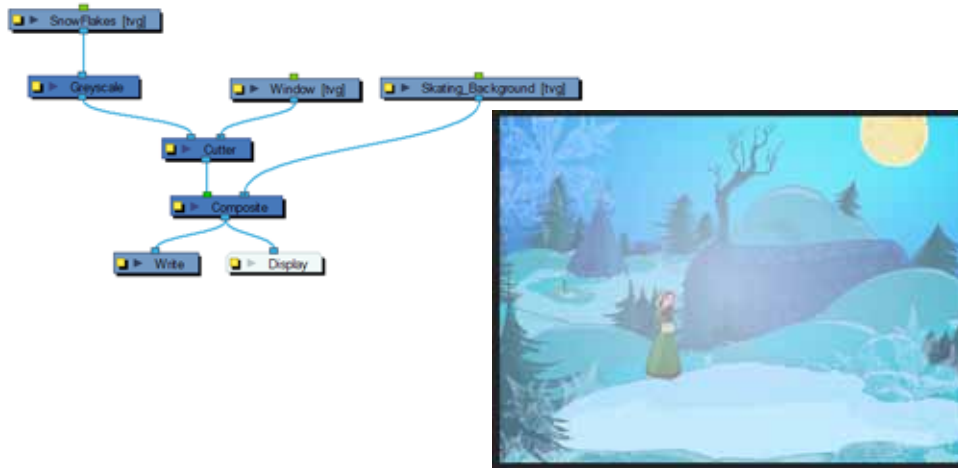 SnowFlakes [tvg]
Greyscale
Window [tvg]
Skating_Background [tvg]
Cutter
Composite
Write
Display